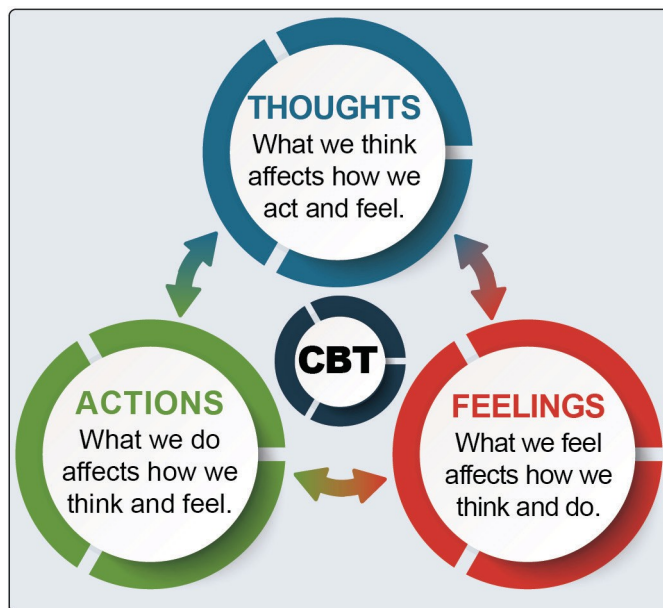 THOUGHTS
What we think
affects how we
act and feel.
CBT
ACTIONS
What we do
affects how we
think and feel.
FEELINGS
What we feel
affects how we
think and do.